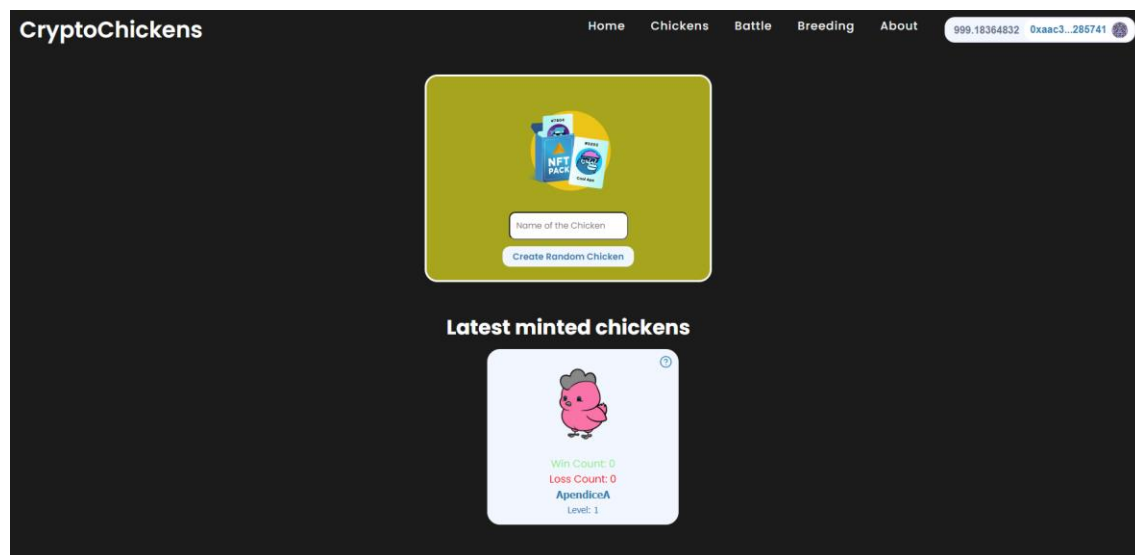 CryptoChickens
Home Chickens Battle Breeding About 999.18364832 0xaac3...285741
NFT
PACK
Name of the Chicken
Create Random Chicken
Latest minted chickens
Win Count: 0
Loss Count: 0
ApendiceA
Level: 1